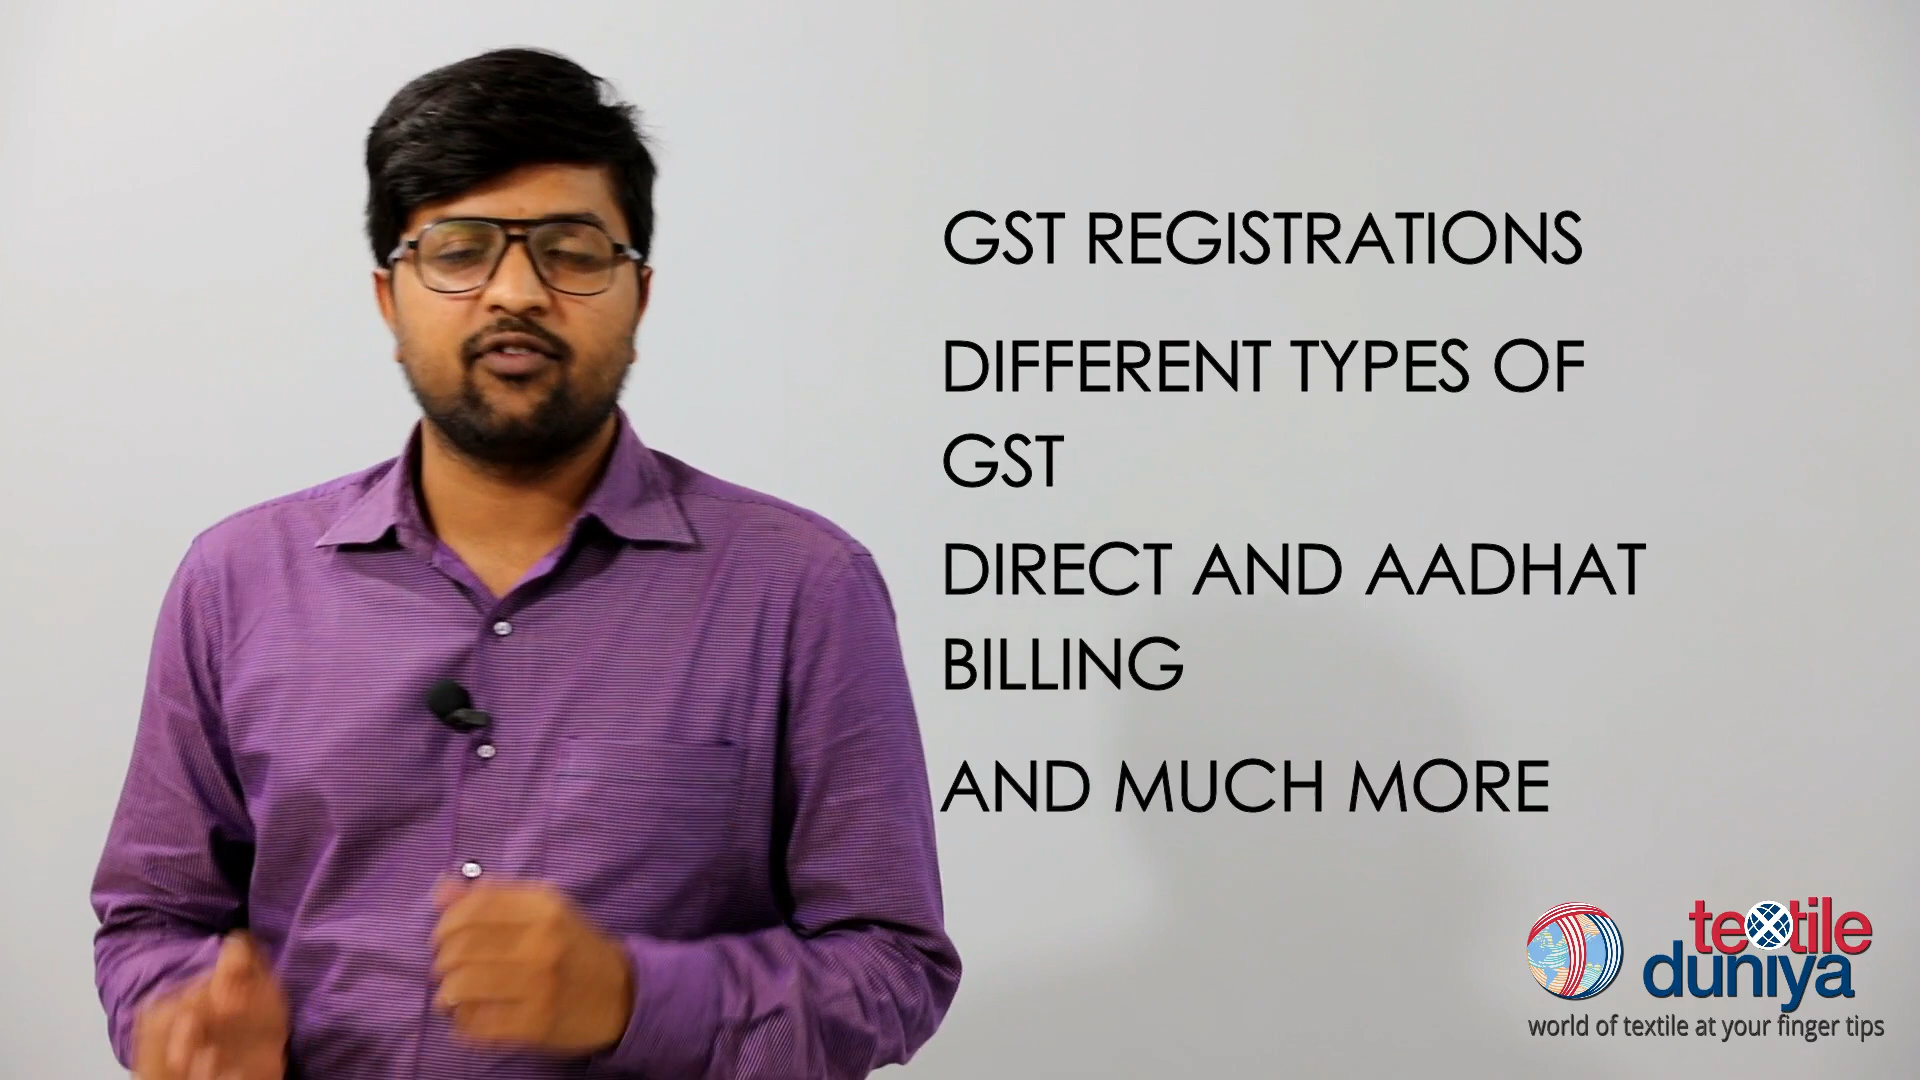 GST REGISTRATIONS
DIFFERENT TYPES OF
GST
DIRECT AND AADHAT
BILLING
AND MUCH MORE
textile
duniya
world of textile at your finger tips